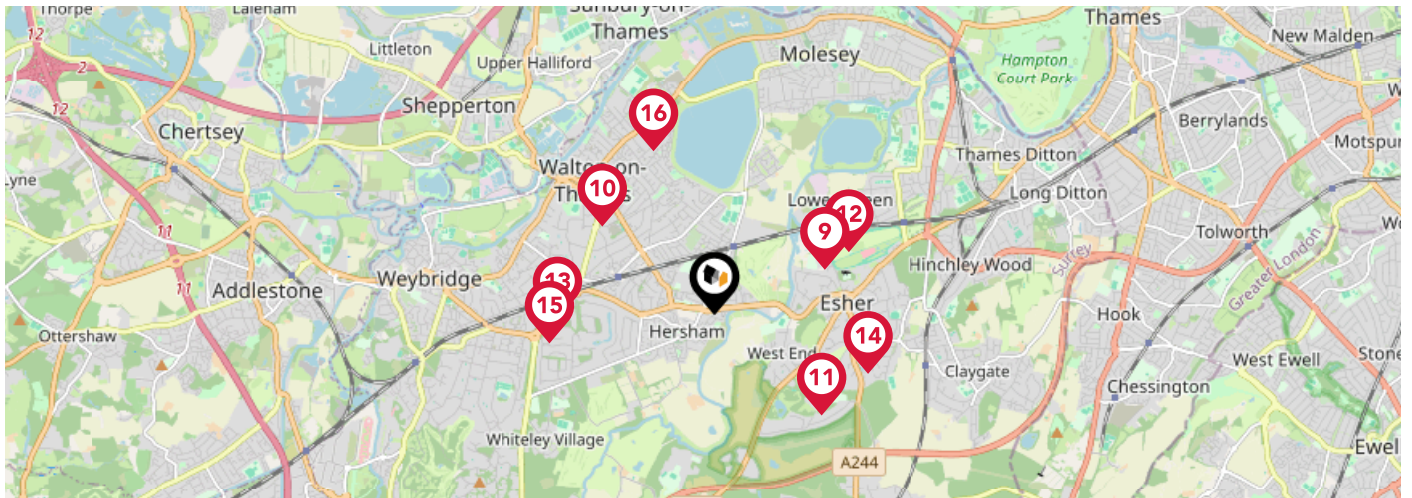 Thorpe
Laleham
Sunbury-on-
Thames
Thames
12
Littleton
Molesey
New Malden
2
Upper Halliford
Hampton
Court Park
12
Shepperton
16
Berrylands
Chertsey
Motspur
Thames Ditton
Walton-on-
Thames
Lyne
10
Long Ditton
12
9
11
Tolworth
Surrey
Greater London
Hinchley Wood
Weybridge
13
11
Addlestone
15
Esher
Hook
Ottershaw
Hersham
14
West End
West Ewell
Claygate
11
Chessington
Whiteley Village
Ewel
A244